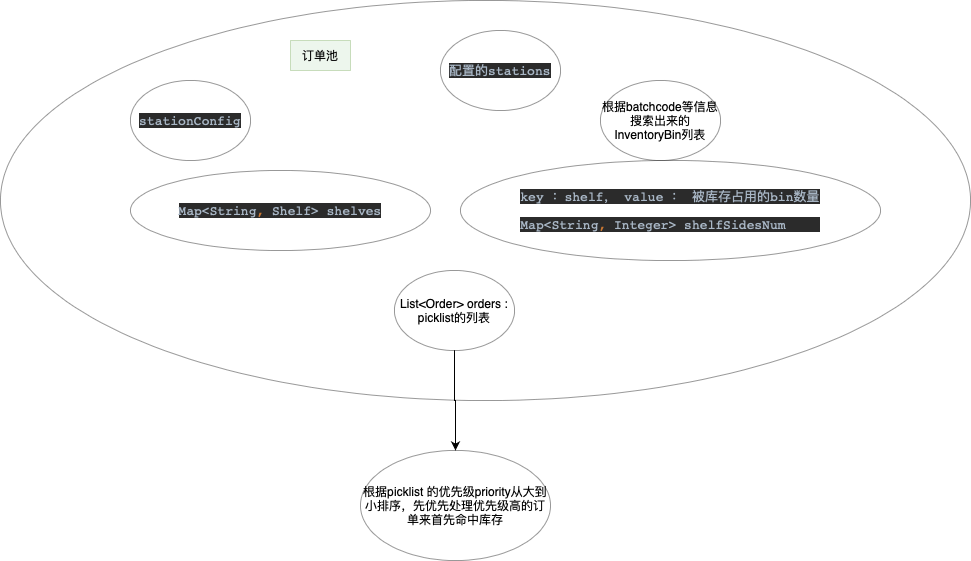 订单池
配置的stations
stationConfig
根据batchcode等信息
搜索出来的
InventoryBin列表
Map<String, Shelf> shelves
key : shelf, value : 被库存占用的bin数量
Map<String, Integer> shelfSidesNum
List<Order> orders :
picklist的列表
根据picklist 的优先级priority从大到
小排序，先优先处理优先级高的订
单来首先命中库存